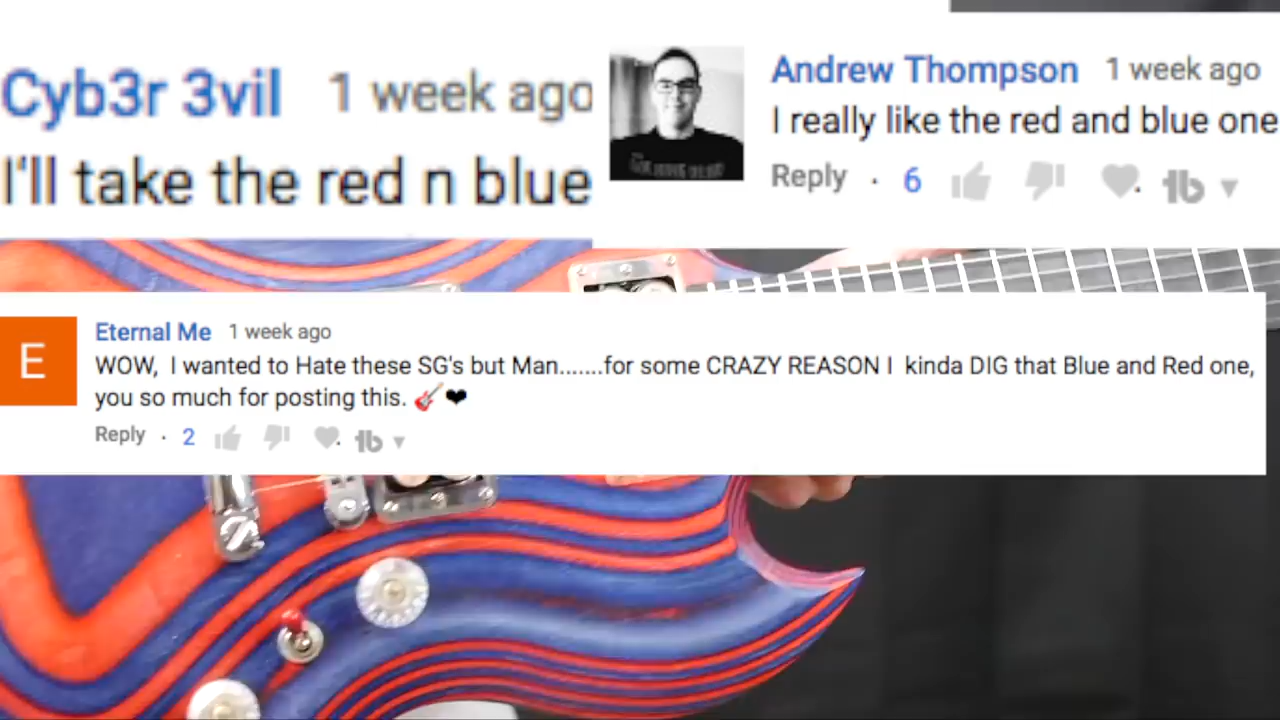 Cyb3r 3vil 1 week ago
I'll take the red n blue
Andrew Thompson 1 week ago
I really like the red and blue one
Reply · 6
E
Eternal Me 1 week ago
WOW, I wanted to Hate these SG's but Man.......for some CRAZY REASON I kinda DIG that Blue and Red one,
you so much for posting this. 🎸❤
Reply · 2